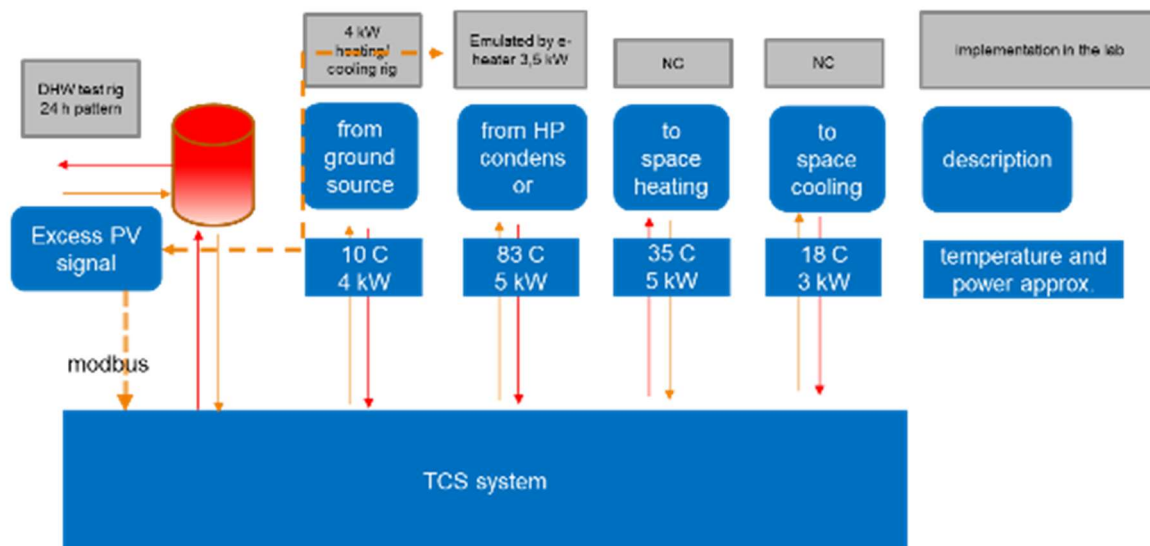 4 kW
heating/
cooling rig
Emulated by e-
heater 3,5 kW
NC
NC
Implementation in the lab
DHW test rig
24 h pattern
from
ground
source
from HP
condens
or
to
space
heating
to
space
cooling
description
Excess PV
signal
10 C
4 kW
83 C
5 kW
35 C
5 kW
18 C
3 kW
temperature and
power approx.
modbus
TCS system